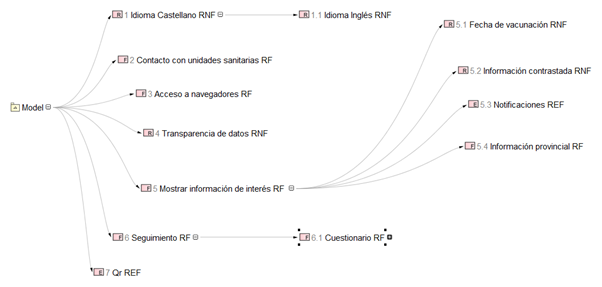 Model
R 1 Idioma Castellano RNF
R 1.1 Idioma Inglés RNF
F 2 Contacto con unidades sanitarias RF
F 3 Acceso a navegadores RF
R 4 Transparencia de datos RNF
F 5 Mostrar información de interés RF
R 5.1 Fecha de vacunación RNF
R 5.2 Información contrastada RNF
E 5.3 Notificaciones REF
F 5.4 Información provincial RF
F 6 Seguimiento RF
F 6.1 Cuestionario RF
E 7 Qr REF